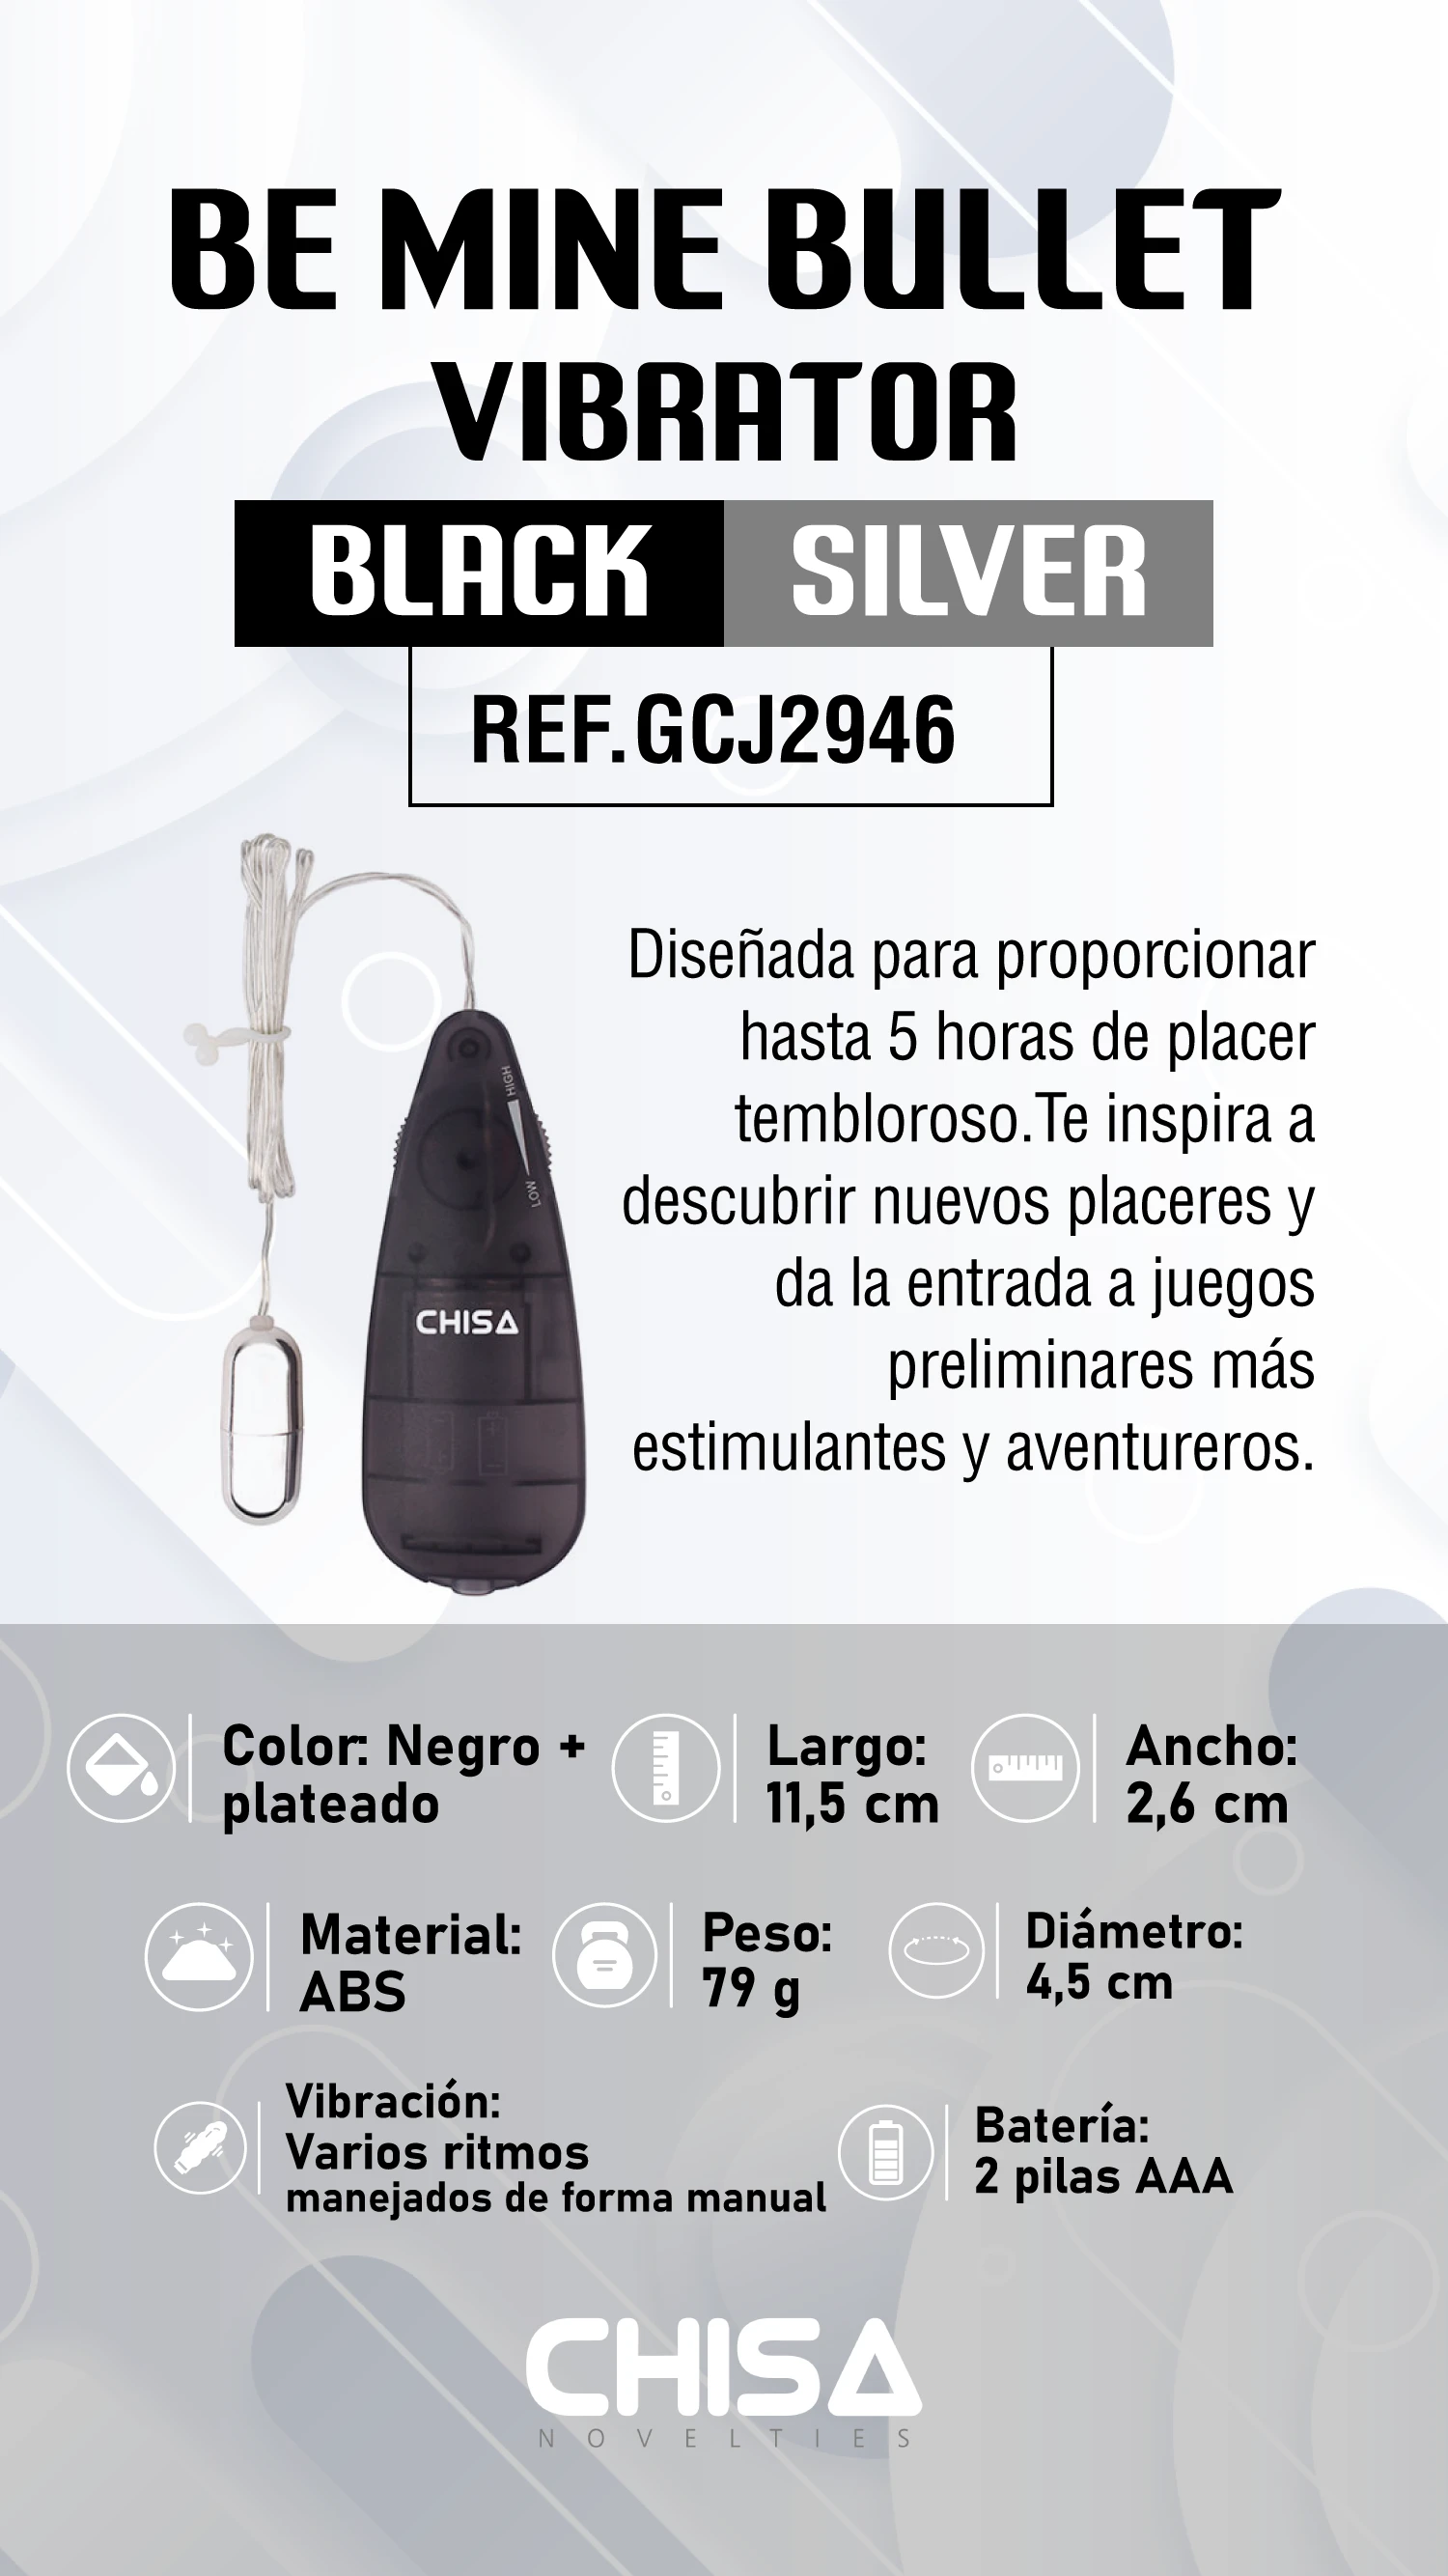 BE MINE BULLET
VIBRATOR
BLACK SILVER
REF.GCJ2946
HIGH
LOW
CHISA
Diseñada para proporcionar
hasta 5 horas de placer
tembloroso.Te inspira a
descubrir nuevos placeres y
da la entrada a juegos
preliminares más
estimulantes y aventureros.
Color: Negro +
plateado
Largo:
11,5 cm
Ancho:
2,6 cm
Material:
ABS
Peso:
79 g
Diámetro:
4,5 cm
Vibración:
Varios ritmos
manejados de forma manual
Batería:
2 pilas AAA
CHISA
NOVELTIES